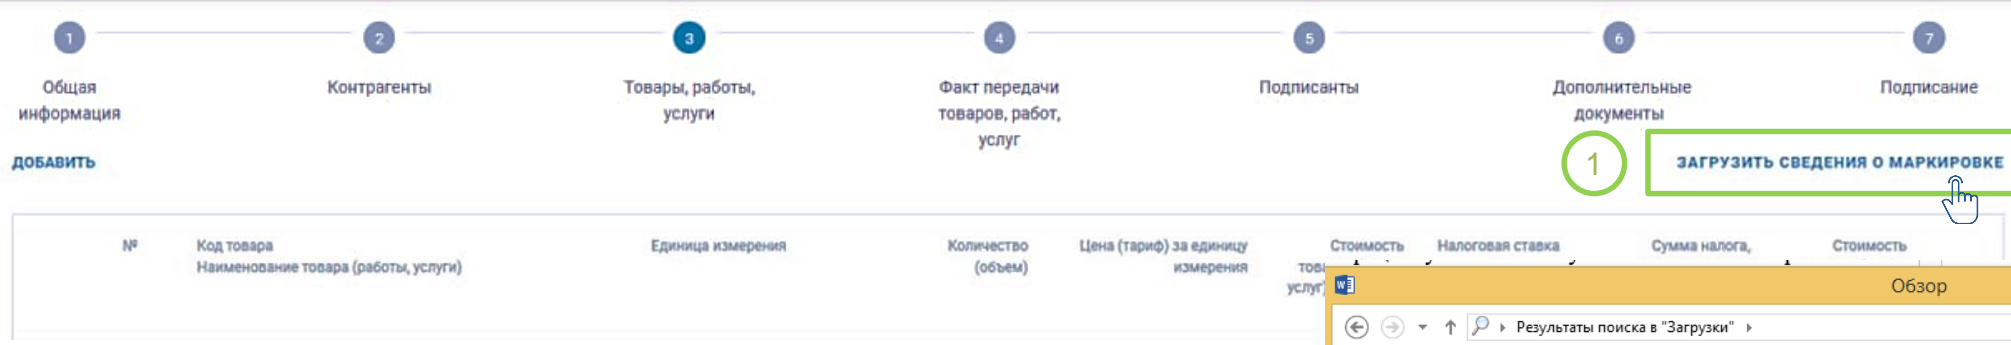 1 2 3 4 5 6 7
Общая информация
Контрагенты
Товары, работы, услуги
Факт передачи товаров, работ, услуг
Подписанты
Дополнительные документы
Подписание
ДОБАВИТЬ
1
ЗАГРУЗИТЬ СВЕДЕНИЯ О МАРКИРОВКЕ
№
Код товара
Наименование товара (работы, услуги)
Единица измерения
Количество
(объем)
Цена (тариф) за единицу
измерения
Стоимость
Налоговая ставка
Сумма налога,
Стоимость
Обзор
Результаты поиска в "Загрузки"